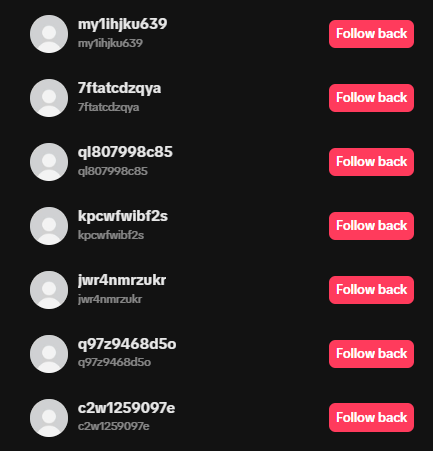 my1ihjku639
my1ihjku639
Follow back
7ftatcdzqya
7ftatcdzqya
Follow back
ql807998c85
ql807998c85
Follow back
kpcwfwibf2s
kpcwfwibf2s
Follow back
jwr4nmrzukr
jwr4nmrzukr
Follow back
q97z9468d5o
q97z9468d5o
Follow back
c2w1259097e
c2w1259097e
Follow back